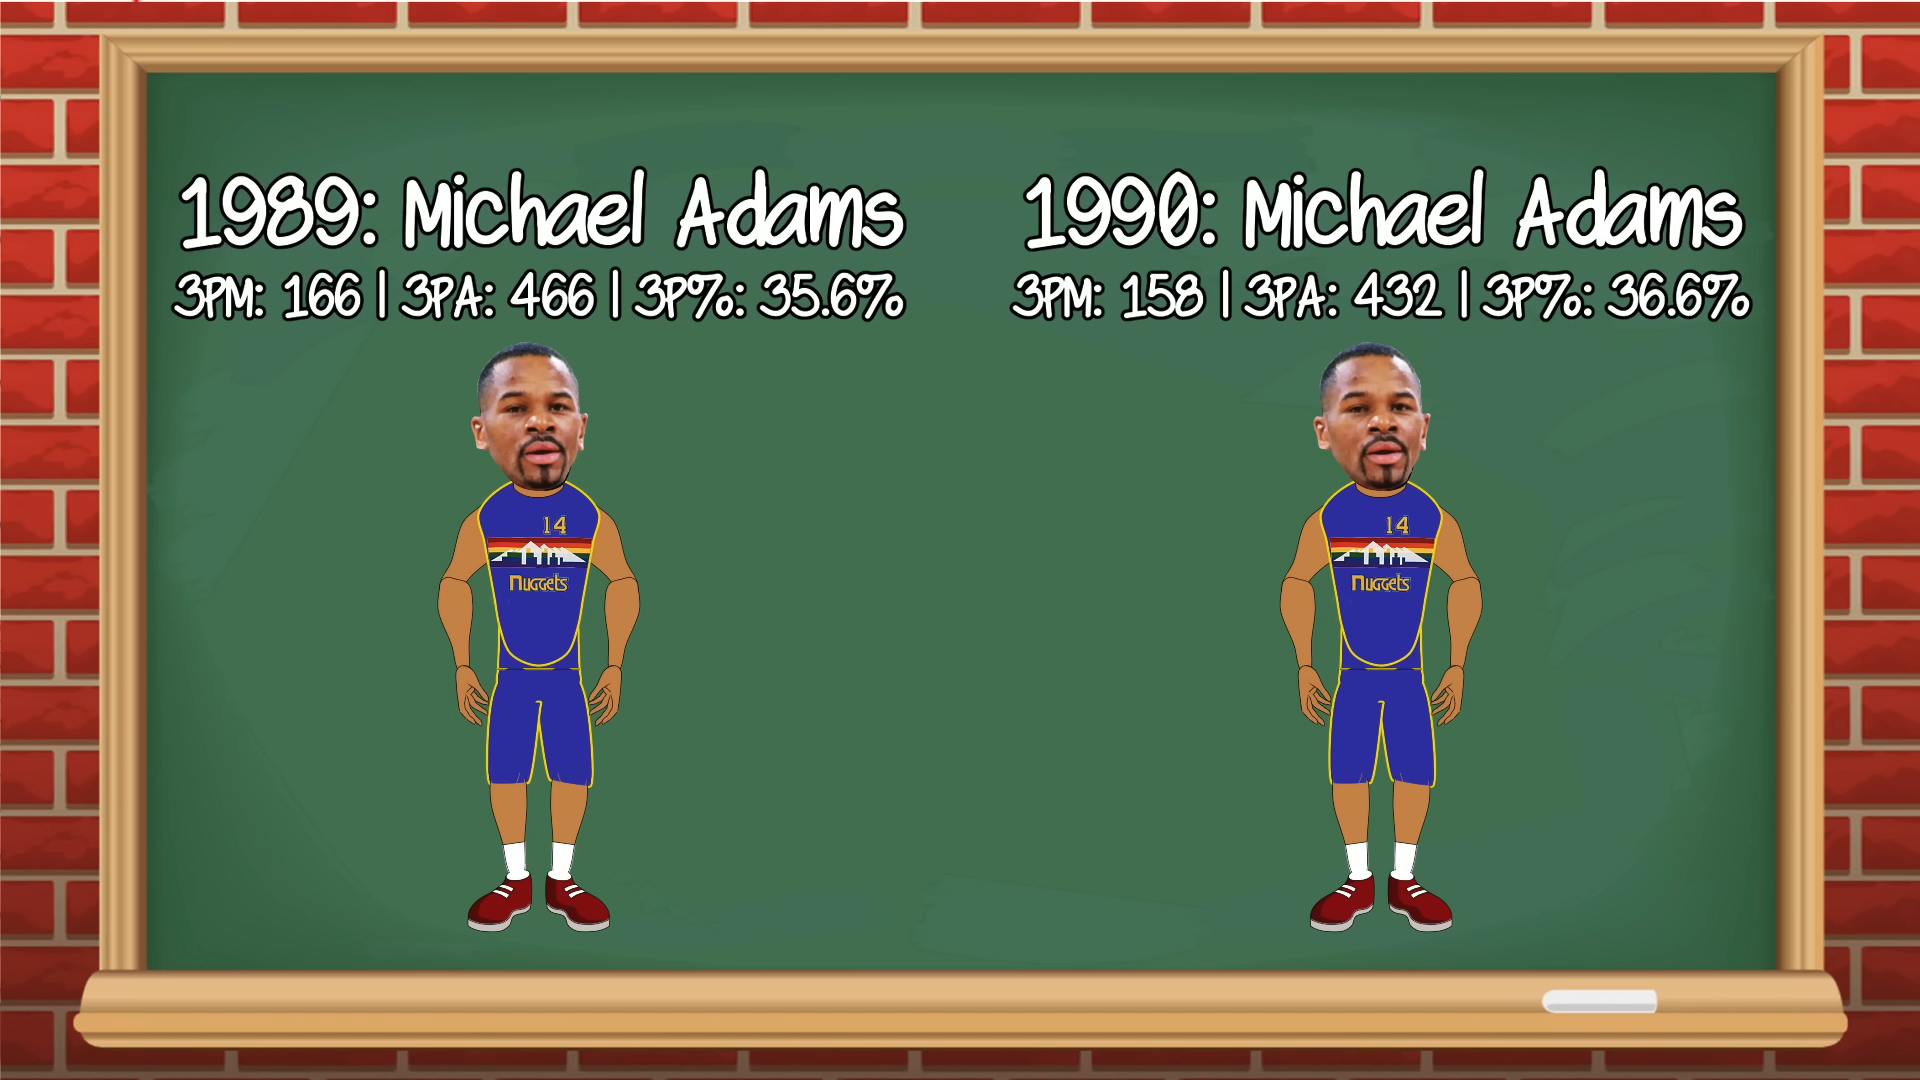 1989: Michael Adams
3PM: 166 | 3PA: 466 | 3P%: 35.6%
14
Nuggets
1990: Michael Adams
3PM: 158 | 3PA: 432 | 3P%: 36.6%
14
Nuggets